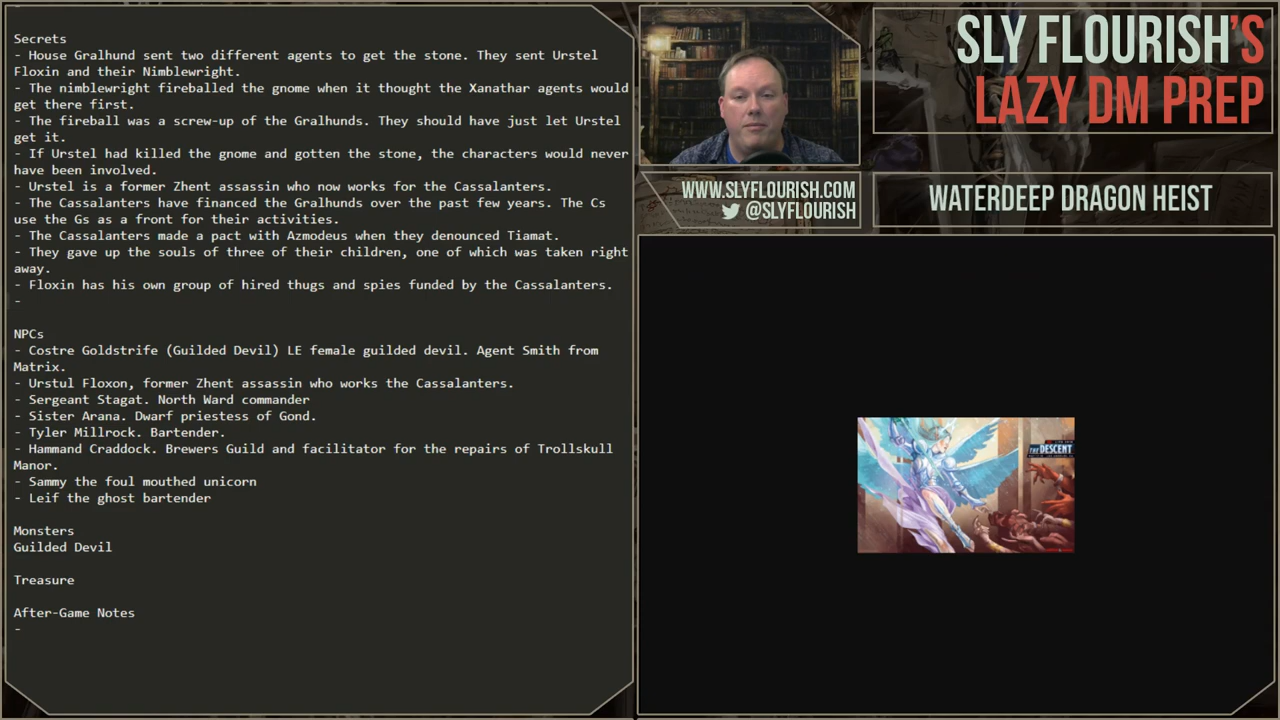 Secrets
- House Gralhund sent two different agents to get the stone. They sent Urstel
Floxin and their Nimblewright.
- The nimblewright fireballed the gnome when it thought the Xanathar agents would
get there first.
- The fireball was a screw-up of the Gralhunds. They should have just let Urstel
get it.
- If Urstel had killed the gnome and gotten the stone, the characters would never
have been involved.
- Urstel is a former Zhent assassin who now works for the Cassalanters.
- The Cassalanters have financed the Gralhunds over the past few years. The Cs
use the Gs as a front for their activities.
- The Cassalanters made a pact with Azmodeus when they denounced Tiamat.
- They gave up the souls of three of their children, one of which was taken right
away.
- Floxin has his own group of hired thugs and spies funded by the Cassalanters.
-
NPCs
- Costre Goldstrife (Guilded Devil) LE female guilded devil. Agent Smith from
Matrix.
- Urstul Floxon, former Zhent assassin who works the Cassalanters.
- Sergeant Stagat. North Ward commander
- Sister Arana. Dwarf priestess of Gond.
- Tyler Millrock. Bartender.
- Hammand Craddock. Brewers Guild and facilitator for the repairs of Trollskull
Manor.
- Sammy the foul mouthed unicorn
- Leif the ghost bartender
Monsters
Guilded Devil
Treasure
After-Game Notes
-
SLY FLOURISH'S
LAZY DM PREP
WWW.SLYFLOURISH.COM
@SLYFLOURISH
WATERDEEP DRAGON HEIST
THE DESCENT